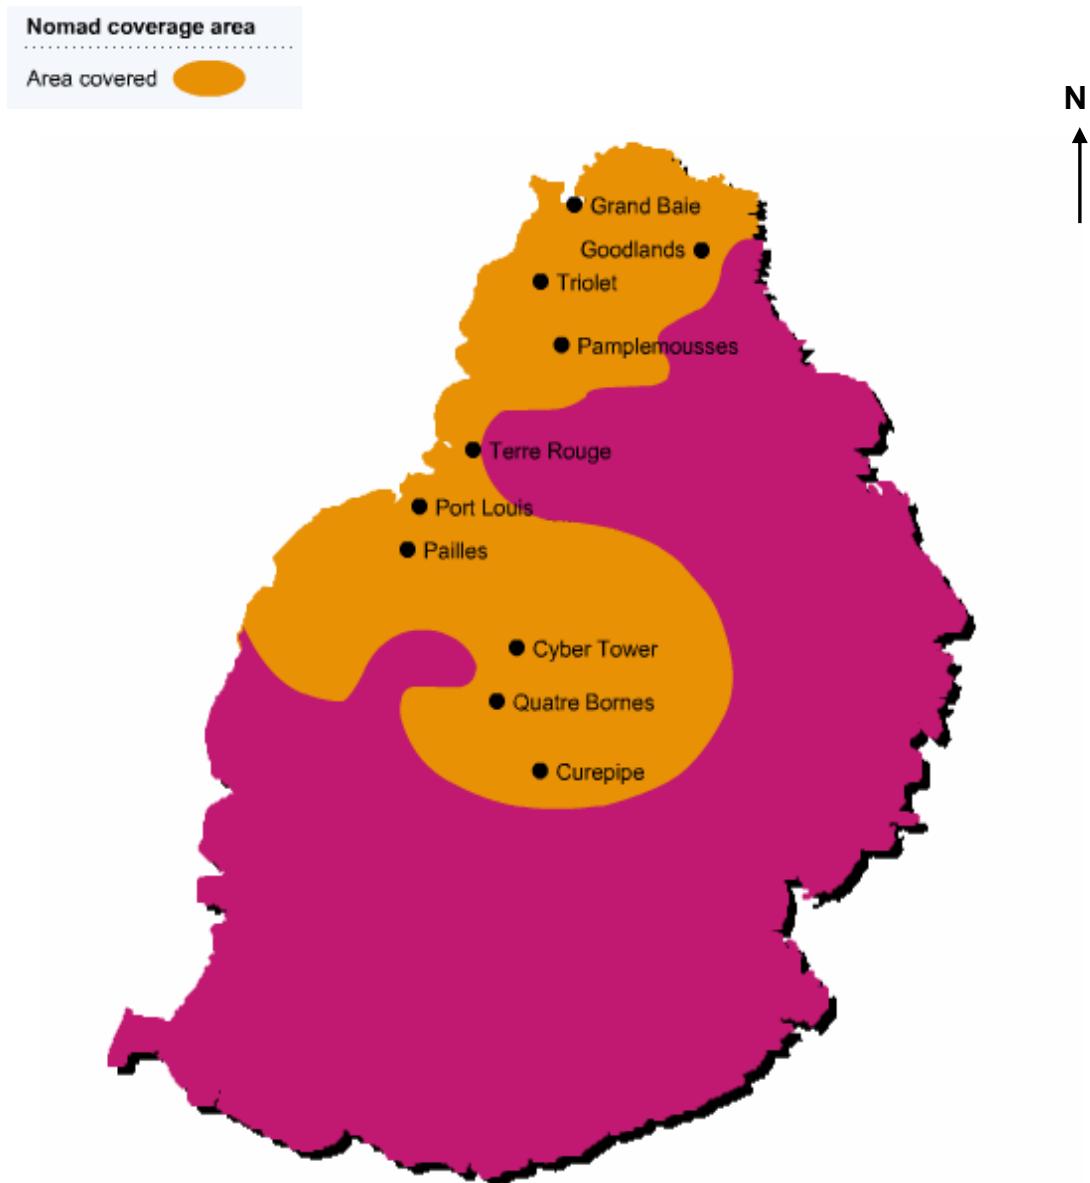 Nomad coverage area
Area covered
N
Grand Baie
Goodlands
Triolet
Pamplemousses
Terre Rouge
Port Louis
Pailles
Cyber Tower
Quatre Bornes
Curepipe